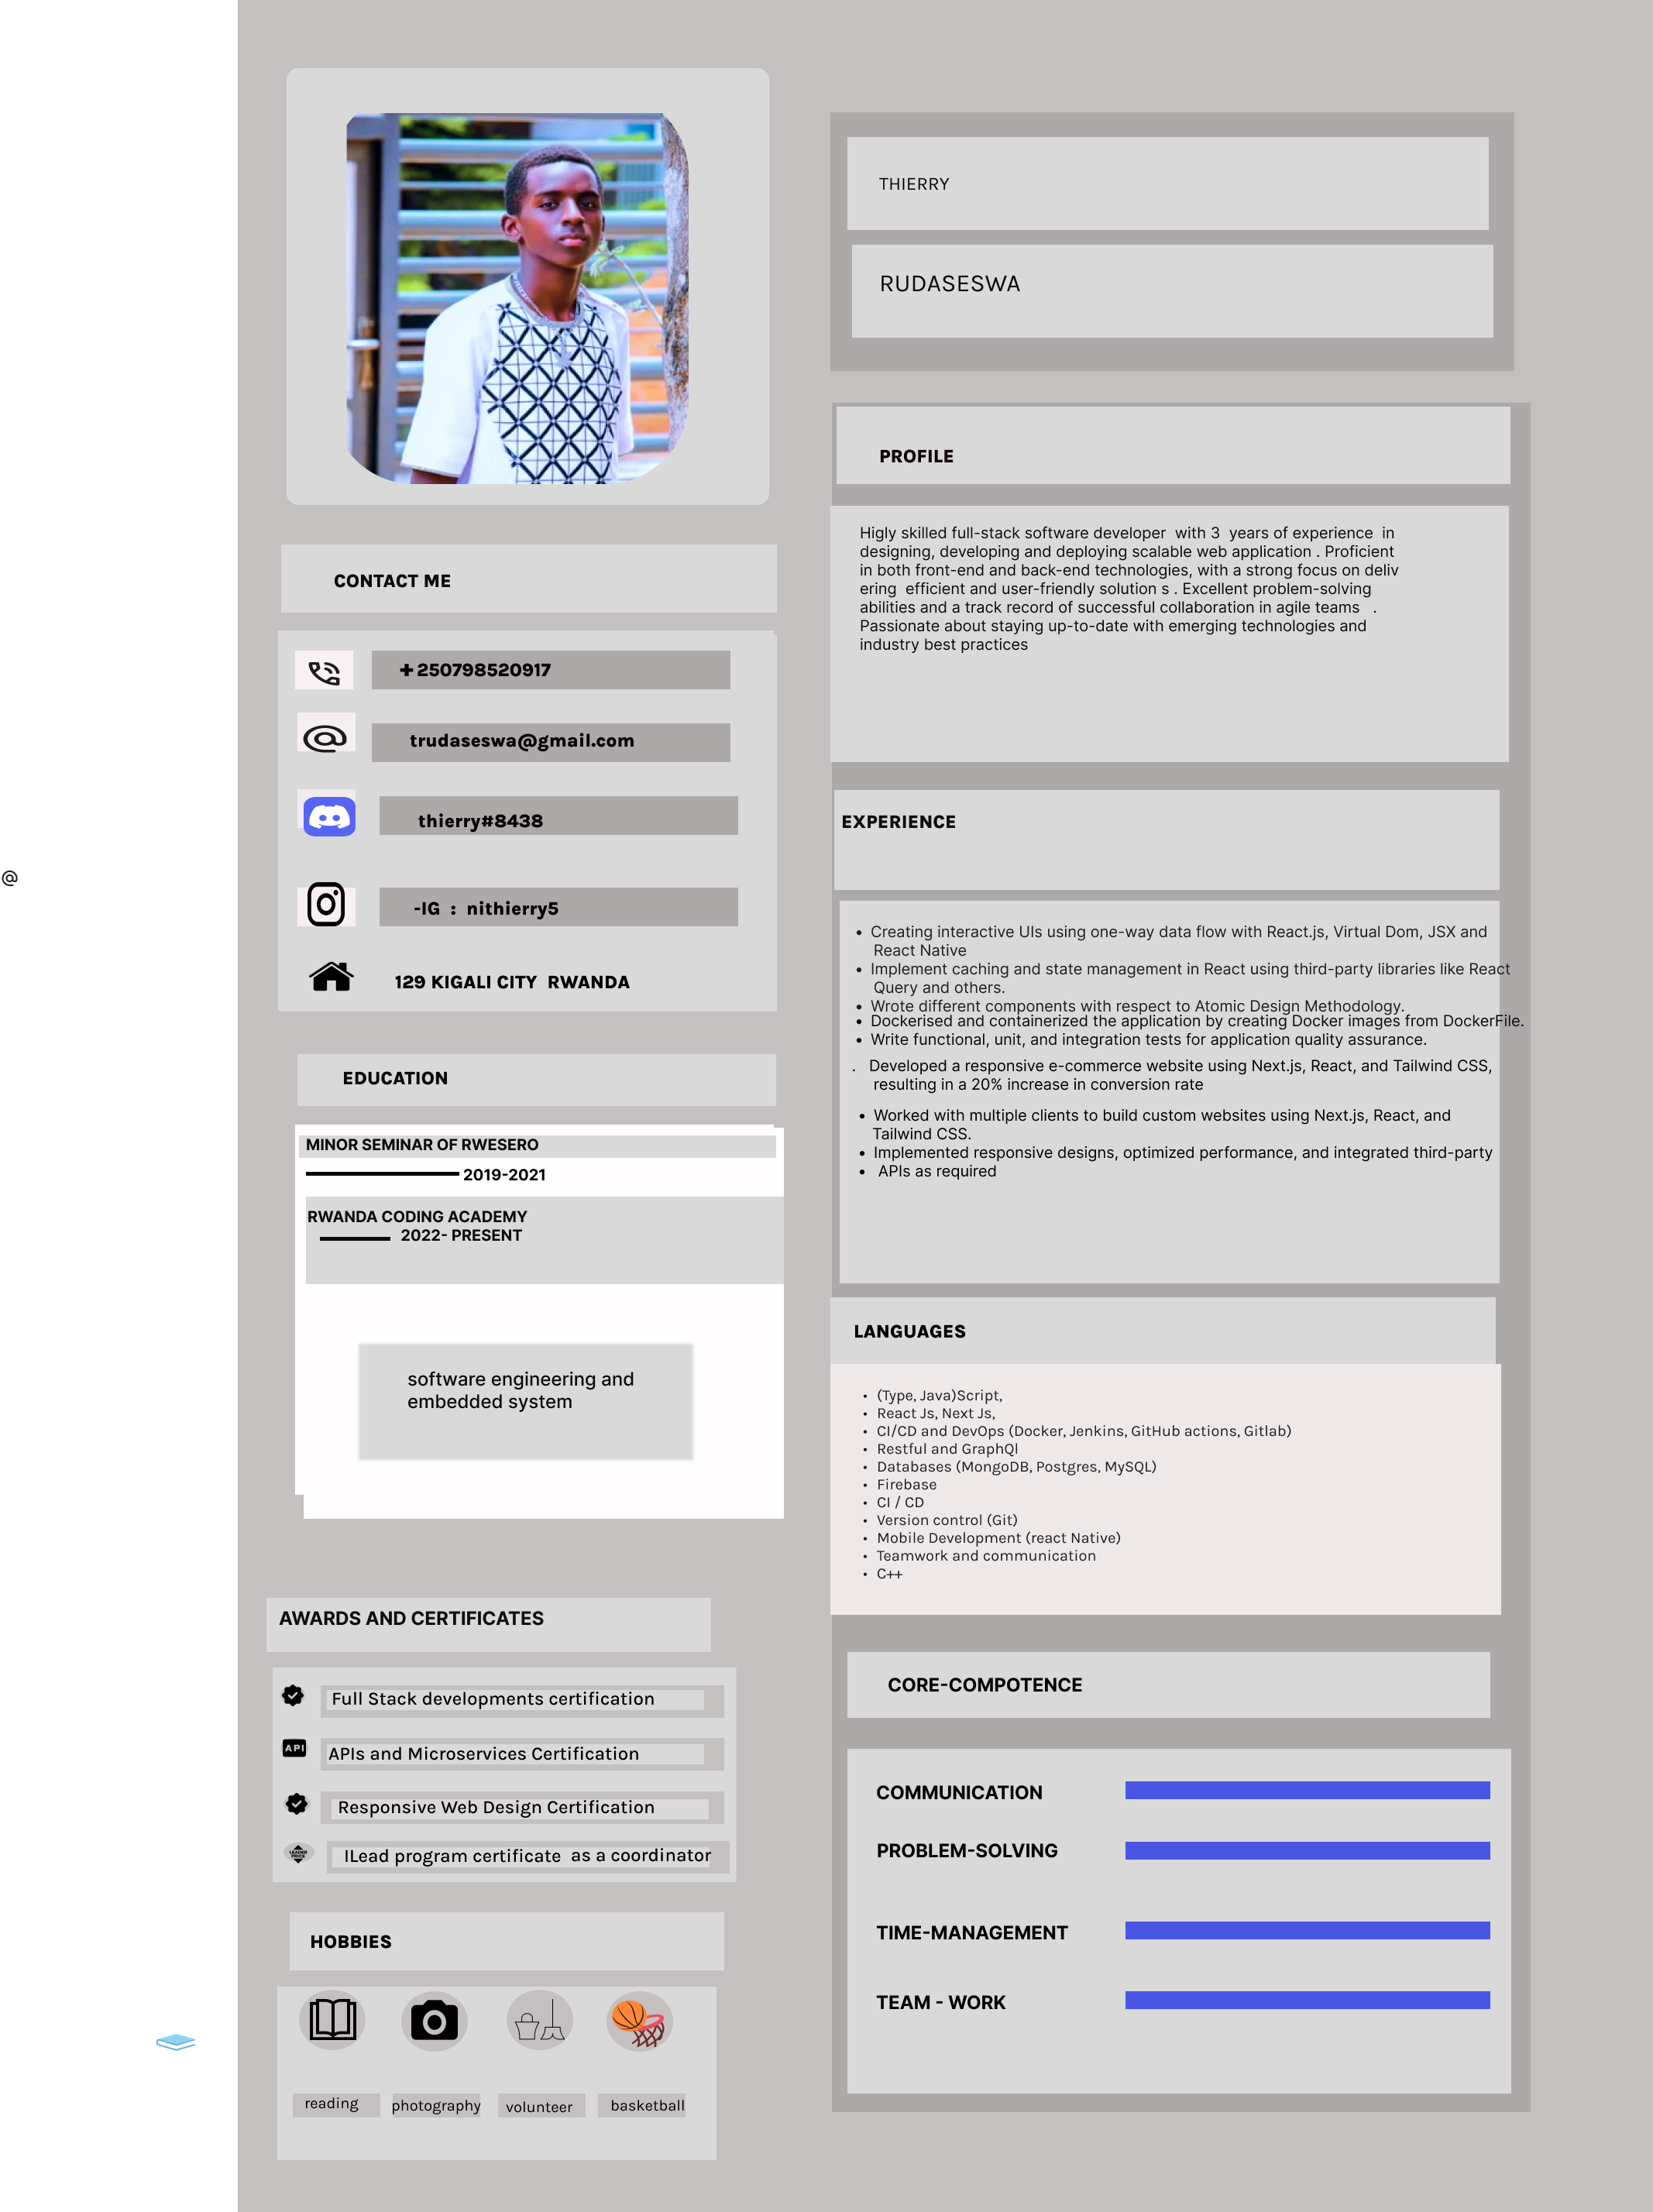 THIERRY
RUDASESWA
CONTACT ME
+250798520917
trudaseswa@gmail.com
thierry#8438
-IG : nithierry5
129 KIGALI CITY RWANDA
@
EDUCATION
MINOR SEMINAR OF RWESERO
2019-2021
RWANDA CODING ACADEMY
2022- PRESENT
software engineering and
embedded system
AWARDS AND CERTIFICATES
Full Stack developments certification
API
APIs and Microservices Certification
Responsive Web Design Certification
LEADER
PRICE
ILead program certificate as a coordinator
HOBBIES
reading
photography
volunteer
basketball
PROFILE
Higly skilled full-stack software developer with 3 years of experience in
designing, developing and deploying scalable web application . Proficient
in both front-end and back-end technologies, with a strong focus on deliv
ering efficient and user-friendly solution s . Excellent problem-solving
abilities and a track record of successful collaboration in agile teams .
Passionate about staying up-to-date with emerging technologies and
industry best practices
EXPERIENCE
• Creating interactive UIs using one-way data flow with React.js, Virtual Dom, JSX and
React Native
• Implement caching and state management in React using third-party libraries like React
Query and others.
• Wrote different components with respect to Atomic Design Methodology.
• Dockerised and containerized the application by creating Docker images from DockerFile.
• Write functional, unit, and integration tests for application quality assurance.
. Developed a responsive e-commerce website using Next.js, React, and Tailwind CSS,
resulting in a 20% increase in conversion rate
• Worked with multiple clients to build custom websites using Next.js, React, and
Tailwind CSS.
• Implemented responsive designs, optimized performance, and integrated third-party
• APIs as required
LANGUAGES
• (Type, Java)Script,
• React Js, Next Js,
• CI/CD and DevOps (Docker, Jenkins, GitHub actions, Gitlab)
• Restful and GraphQl
• Databases (MongoDB, Postgres, MySQL)
• Firebase
• CI / CD
• Version control (Git)
• Mobile Development (react Native)
• Teamwork and communication
• C++
CORE-COMPOTENCE
COMMUNICATION
PROBLEM-SOLVING
TIME-MANAGEMENT
TEAM - WORK